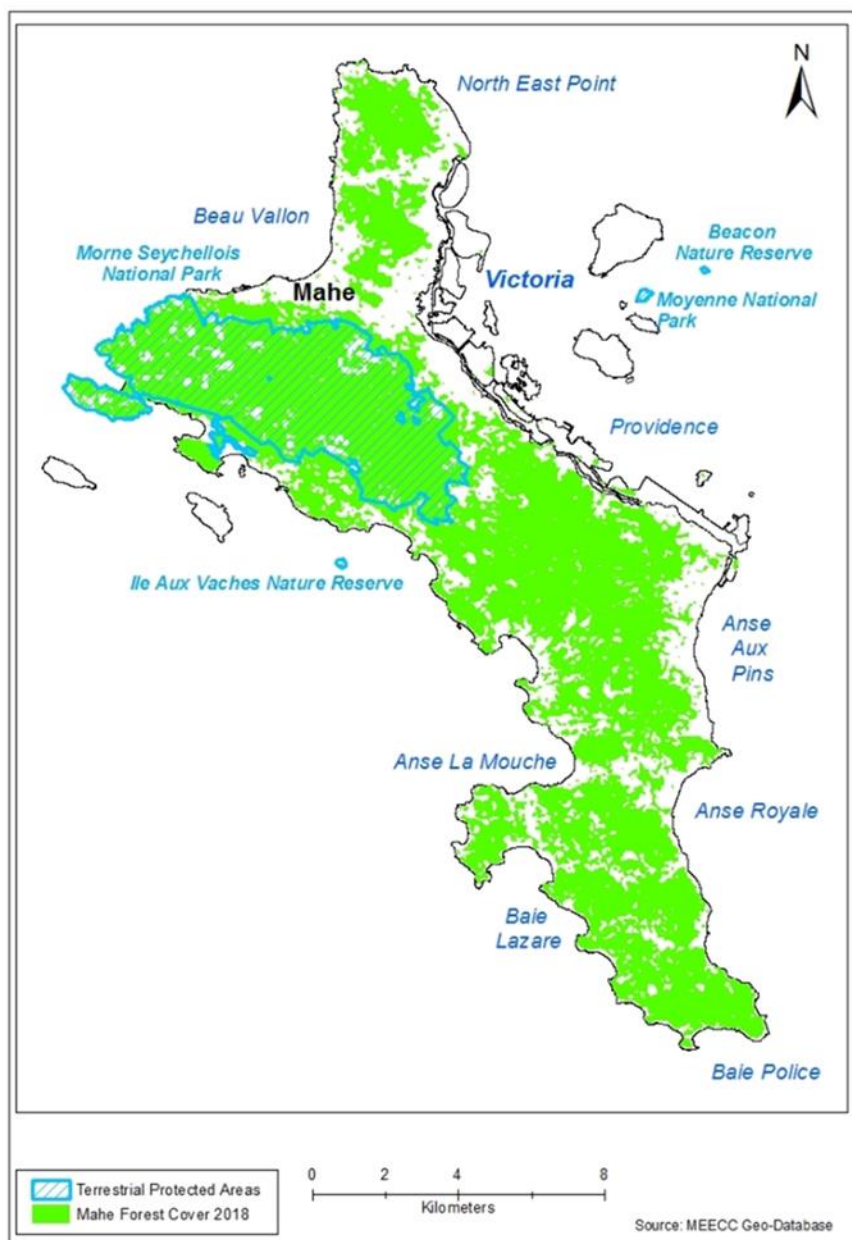 N
North East Point
Beau Vallon
Beacon
Nature Reserve
Morne Seychellois
National Park
Mahe
Victoria
Moyenne National
Park
Providence
Ile Aux Vaches Nature Reserve
Anse
Aux
Pins
Anse La Mouche
Anse Royale
Baie
Lazare
Baie Police
Terrestrial Protected Areas
Mahe Forest Cover 2018
0 2 4 8
Kilometers
Source: MEECC Geo-Database